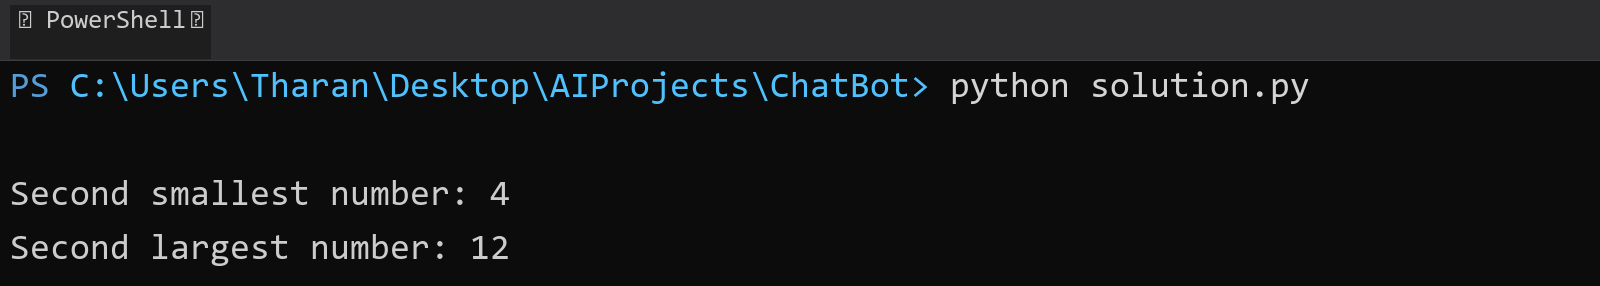 PowerShell
PS C:\Users\Tharan\Desktop\AIProjects\ChatBot> python solution.py
Second smallest number: 4
Second largest number: 12